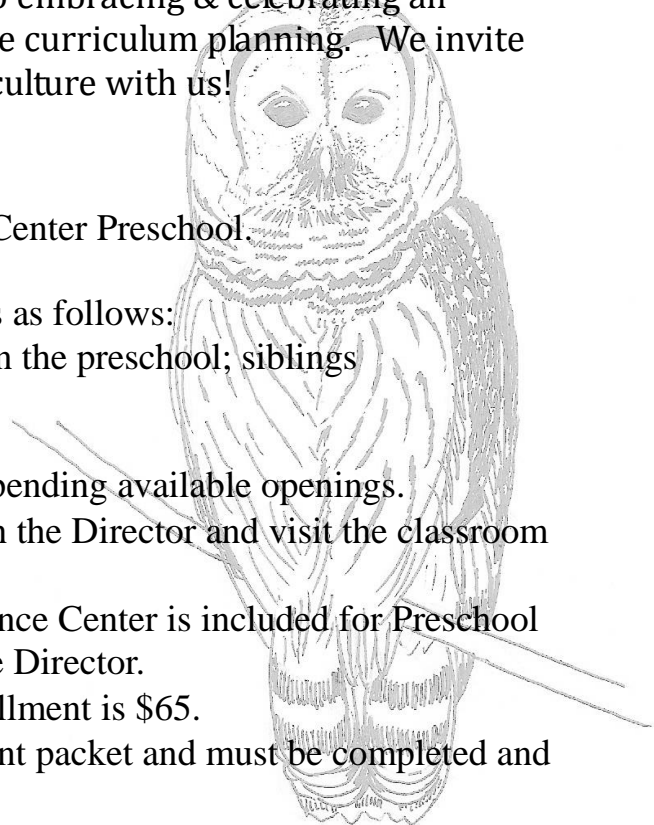 embracing & celebrating an
e curriculum planning. We invite
culture with us!
Center Preschool.
s as follows:
n the preschool; siblings
pending available openings.
n the Director and visit the classroom
nce Center is included for Preschool
e Director.
llment is $65.
nt packet and must be completed and